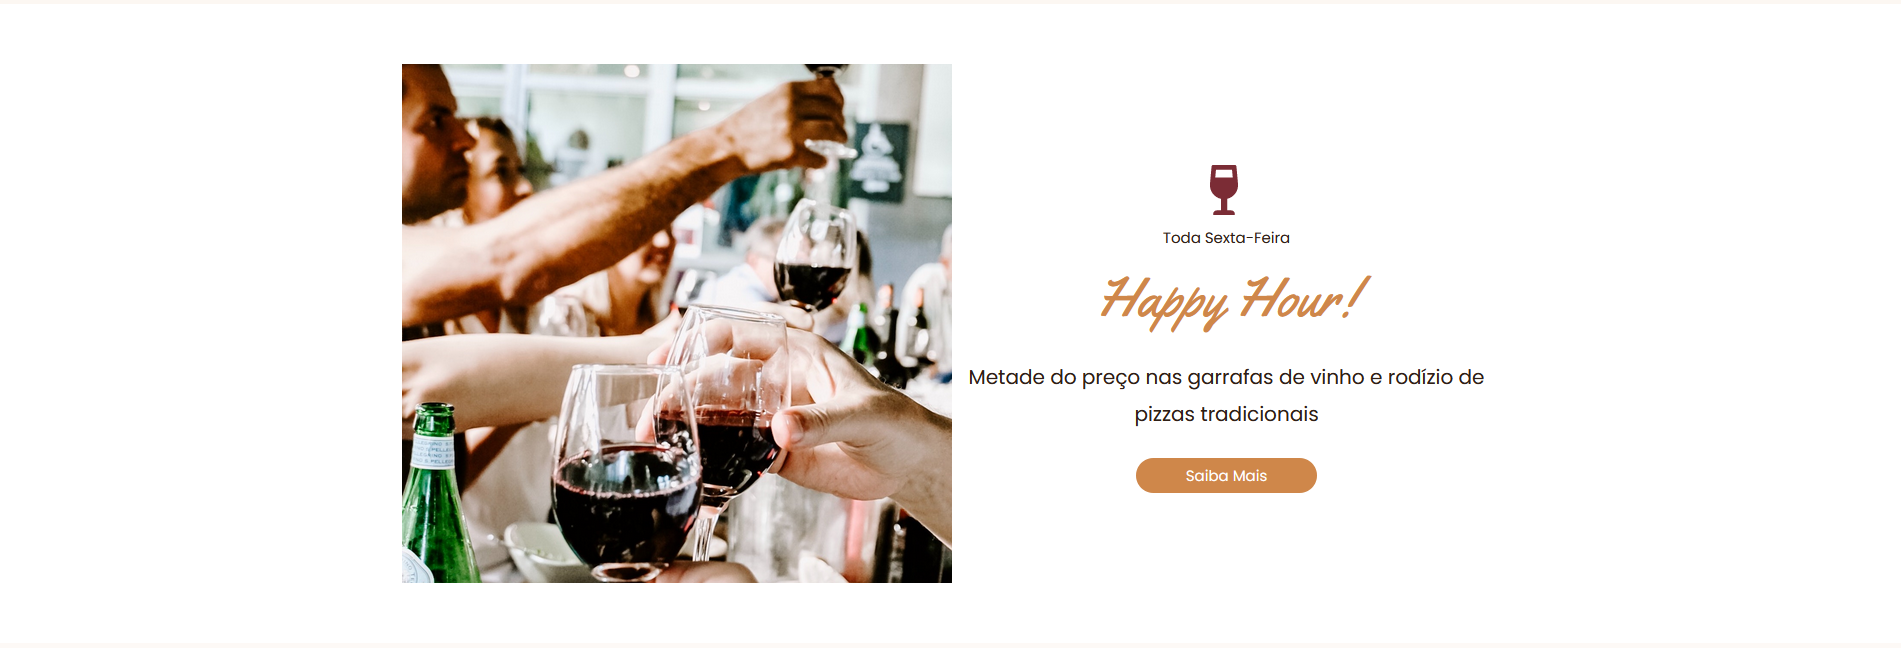 Toda Sexta-Feira
Happy Hour!
Metade do preço nas garrafas de vinho e rodízio de
pizzas tradicionais
Saiba Mais